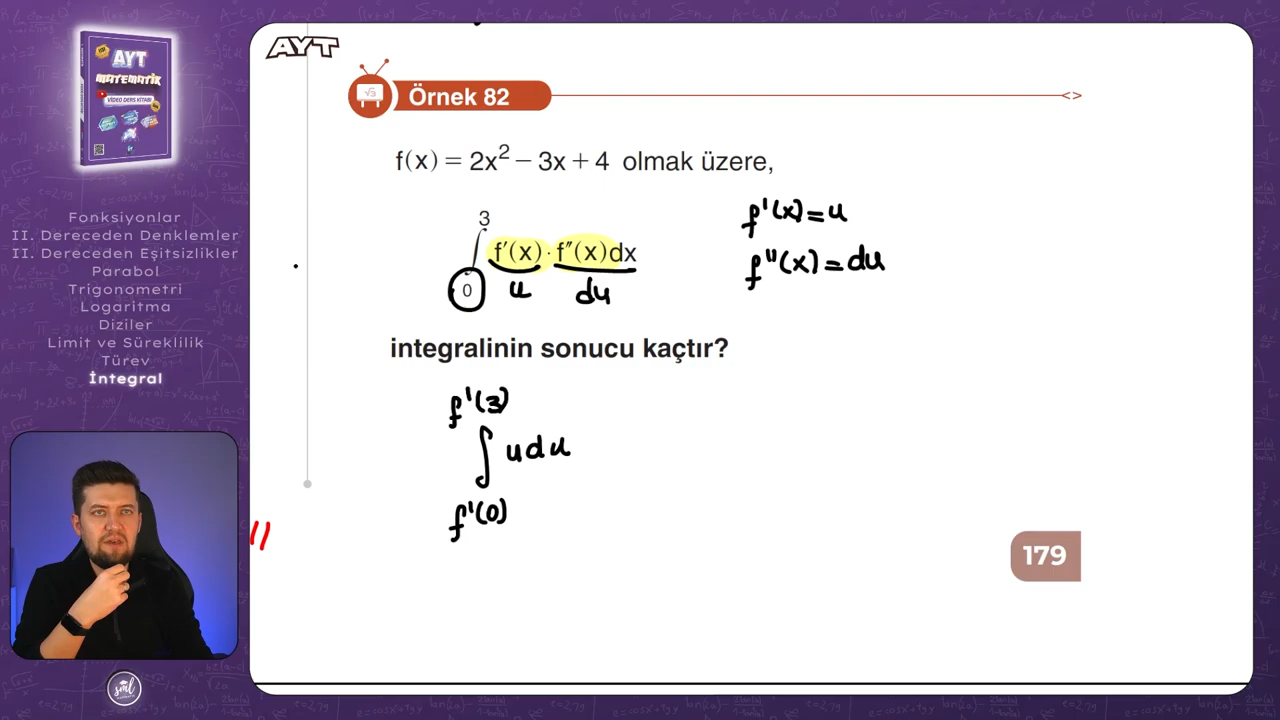 AYT
AYT
MATEMATİK
VİDEO DERS KİTABI
Fonksiyonlar
II. Dereceden Denklemler
II. Dereceden Eşitsizlikler
Parabol
Trigonometri
Logaritma
Diziler
Limit ve Süreklilik
Türev
İntegral
sml
√5
Örnek 82
<>
f(x) = 2x² − 3x + 4 olmak üzere,
3
∫ f′(x) · f″(x)dx
0
u du
f'(x) = u
f''(x) = du
integralinin sonucu kaçtır?
f'(3)
∫ u du
f'(0)
179